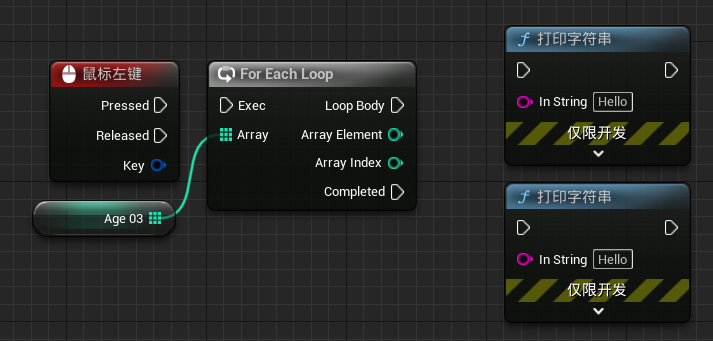 鼠标左键
Pressed
Released
Key
Age 03
For Each Loop
Exec
Loop Body
Array
Array Element
Array Index
Completed
f 打印字符串
In String Hello
仅限开发
f 打印字符串
In String Hello
仅限开发